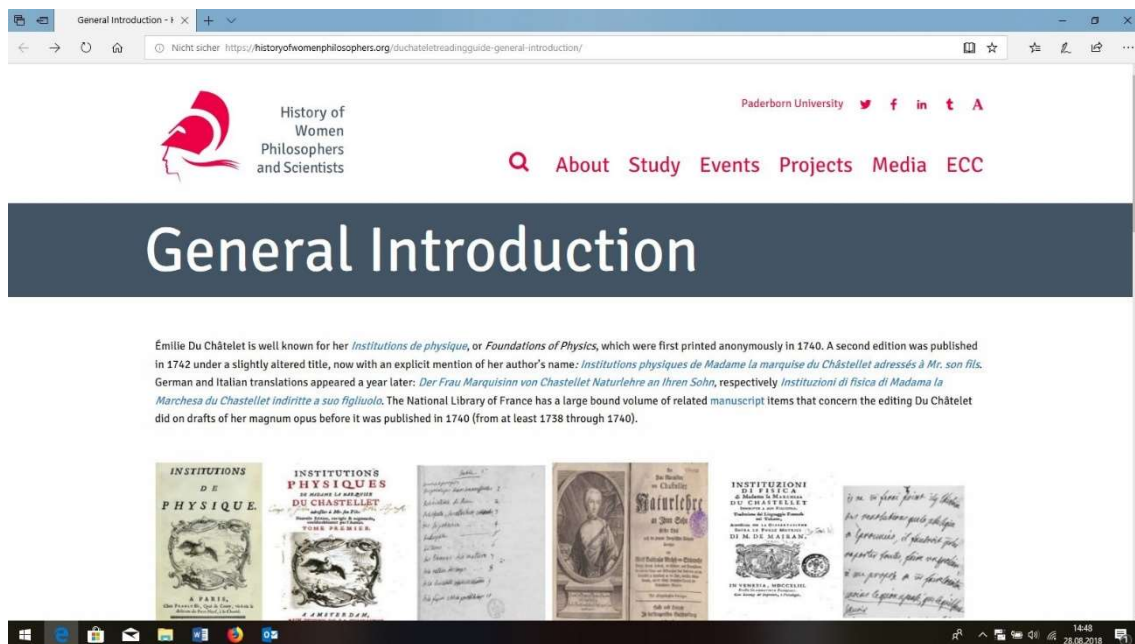 General Introduction - H
Nicht sicher https://historyofwomenphilosophers.org/duchateletreadingguide-general-introduction/
History of
Women
Philosophers
and Scientists
Paderborn University
About Study Events Projects Media ECC
General Introduction
Émilie Du Châtelet is well known for her Institutions de physique, or Foundations of Physics, which were first printed anonymously in 1740. A second edition was published
in 1742 under a slightly altered title, now with an explicit mention of her author's name: Institutions physiques de Madame la marquise du Châstellet adressés à Mr. son fils.
German and Italian translations appeared a year later: Der Frau Marquisinn von Chastellet Naturlehre an Ihren Sohn, respectively Instituzioni di fisica di Madama la
Marchesa du Chastellet indiritte a suo figliuolo. The National Library of France has a large bound volume of related manuscript items that concern the editing Du Châtelet
did on drafts of her magnum opus before it was published in 1740 (from at least 1738 through 1740).
INSTITUTIONS
DE
PHYSIQUE.
A PARIS,
INSTITUTIONS
PHYSIQUES
DE MADAME LA MARQUISE
DU CHASTELLET
TOME PREMIER.
A AMSTERDAM,
Naturlehre
INSTITUZIONI
DI FISICA
DU CHASTELLET
DI M. DE MAIRAN.
IN VENEZIA, MDCCXLIII.
14:48
28.08.2018